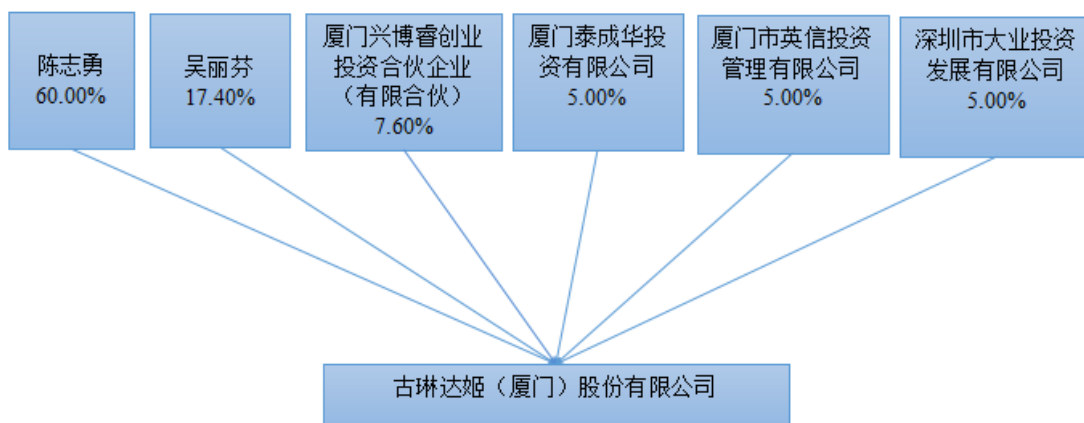 陈志勇
60.00%
吴丽芬
17.40%
厦门兴博睿创业
投资合伙企业
（有限合伙）
7.60%
厦门泰成华投
资有限公司
5.00%
厦门市英信投资
管理有限公司
5.00%
深圳市大业投资
发展有限公司
5.00%
古琳达姬（厦门）股份有限公司